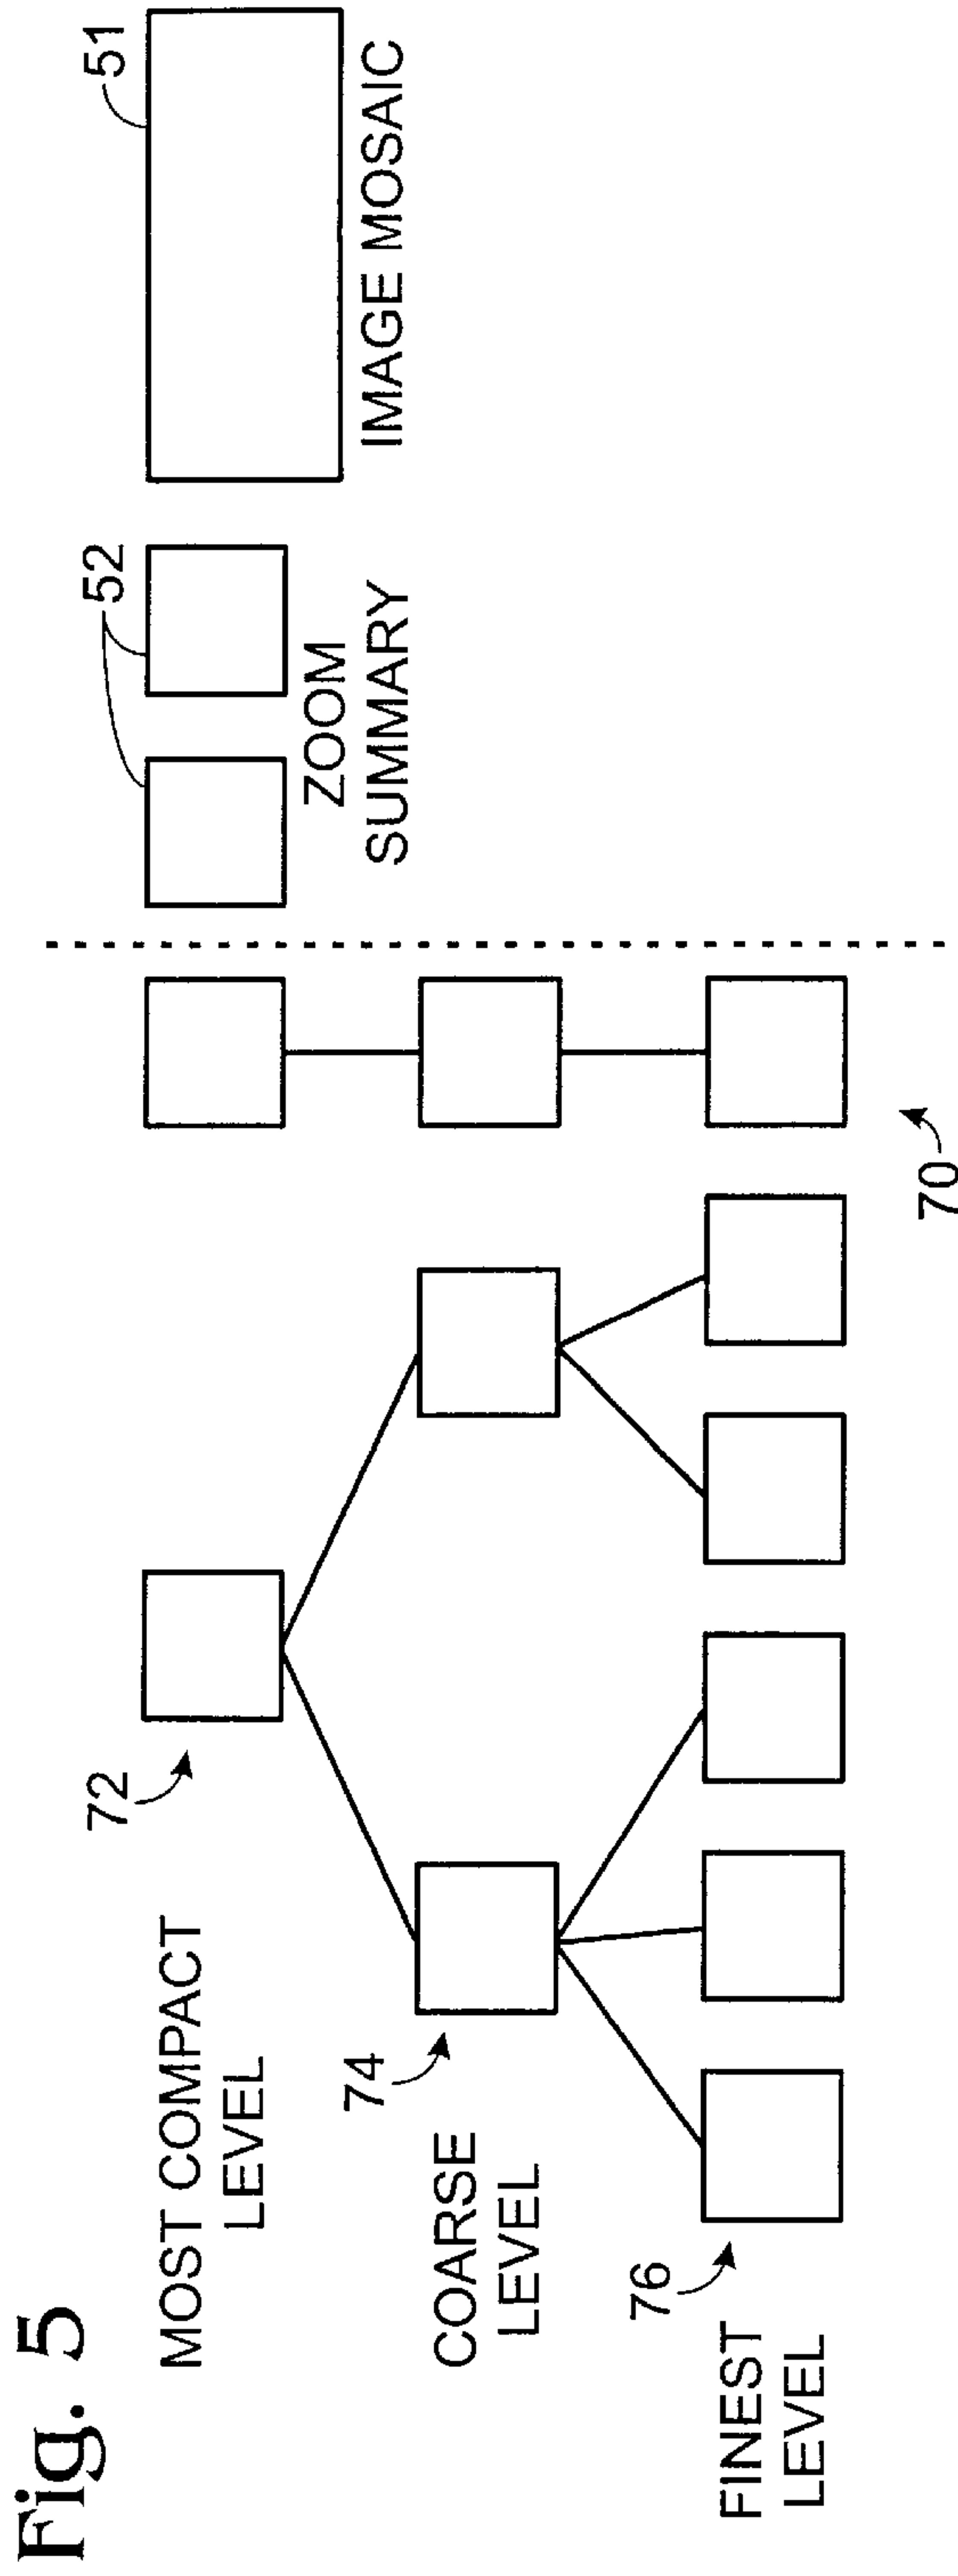 Fig. 5
MOST COMPACT
LEVEL
72
52
51
ZOOM
SUMMARY
IMAGE MOSAIC
COARSE
LEVEL
74
FINEST
LEVEL
76
70